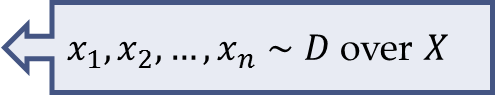 x₁, x₂, …, xₙ ~ D over X